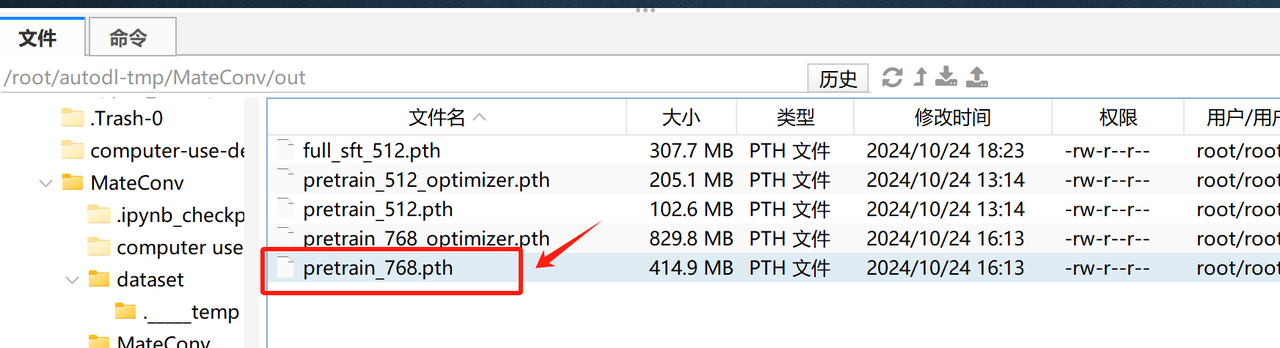 文件 命令
/root/autodl-tmp/MateConv/out 历史
.Trash-0
computer-use-de
MateConv
.ipynb_checkp
computer use
dataset
._____temp
MateConv
文件名 大小 类型 修改时间 权限 用户/用户
full_sft_512.pth 307.7 MB PTH 文件 2024/10/24 18:23 -rw-r--r-- root/root
pretrain_512_optimizer.pth 205.1 MB PTH 文件 2024/10/24 13:14 -rw-r--r-- root/root
pretrain_512.pth 102.6 MB PTH 文件 2024/10/24 13:14 -rw-r--r-- root/root
pretrain_768_optimizer.pth 829.8 MB PTH 文件 2024/10/24 16:13 -rw-r--r-- root/root
pretrain_768.pth 414.9 MB PTH 文件 2024/10/24 16:13 -rw-r--r-- root/root